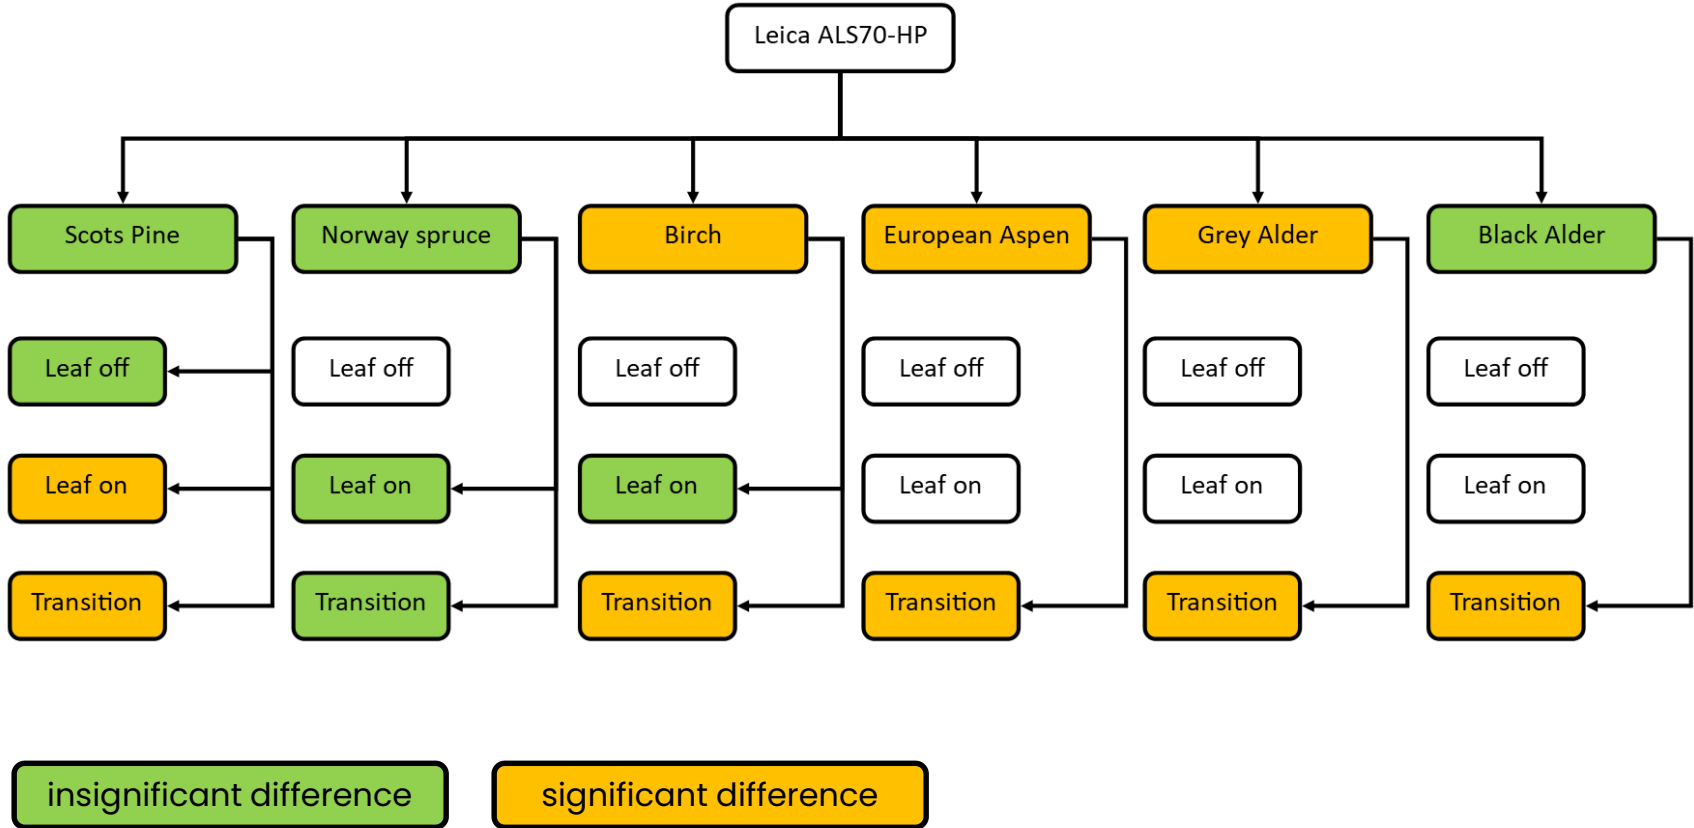 Leica ALS70-HP
Scots Pine
Norway spruce
Birch
European Aspen
Grey Alder
Black Alder
Leaf off
Leaf off
Leaf off
Leaf off
Leaf off
Leaf off
Leaf on
Leaf on
Leaf on
Leaf on
Leaf on
Leaf on
Transition
Transition
Transition
Transition
Transition
Transition
insignificant difference
significant difference